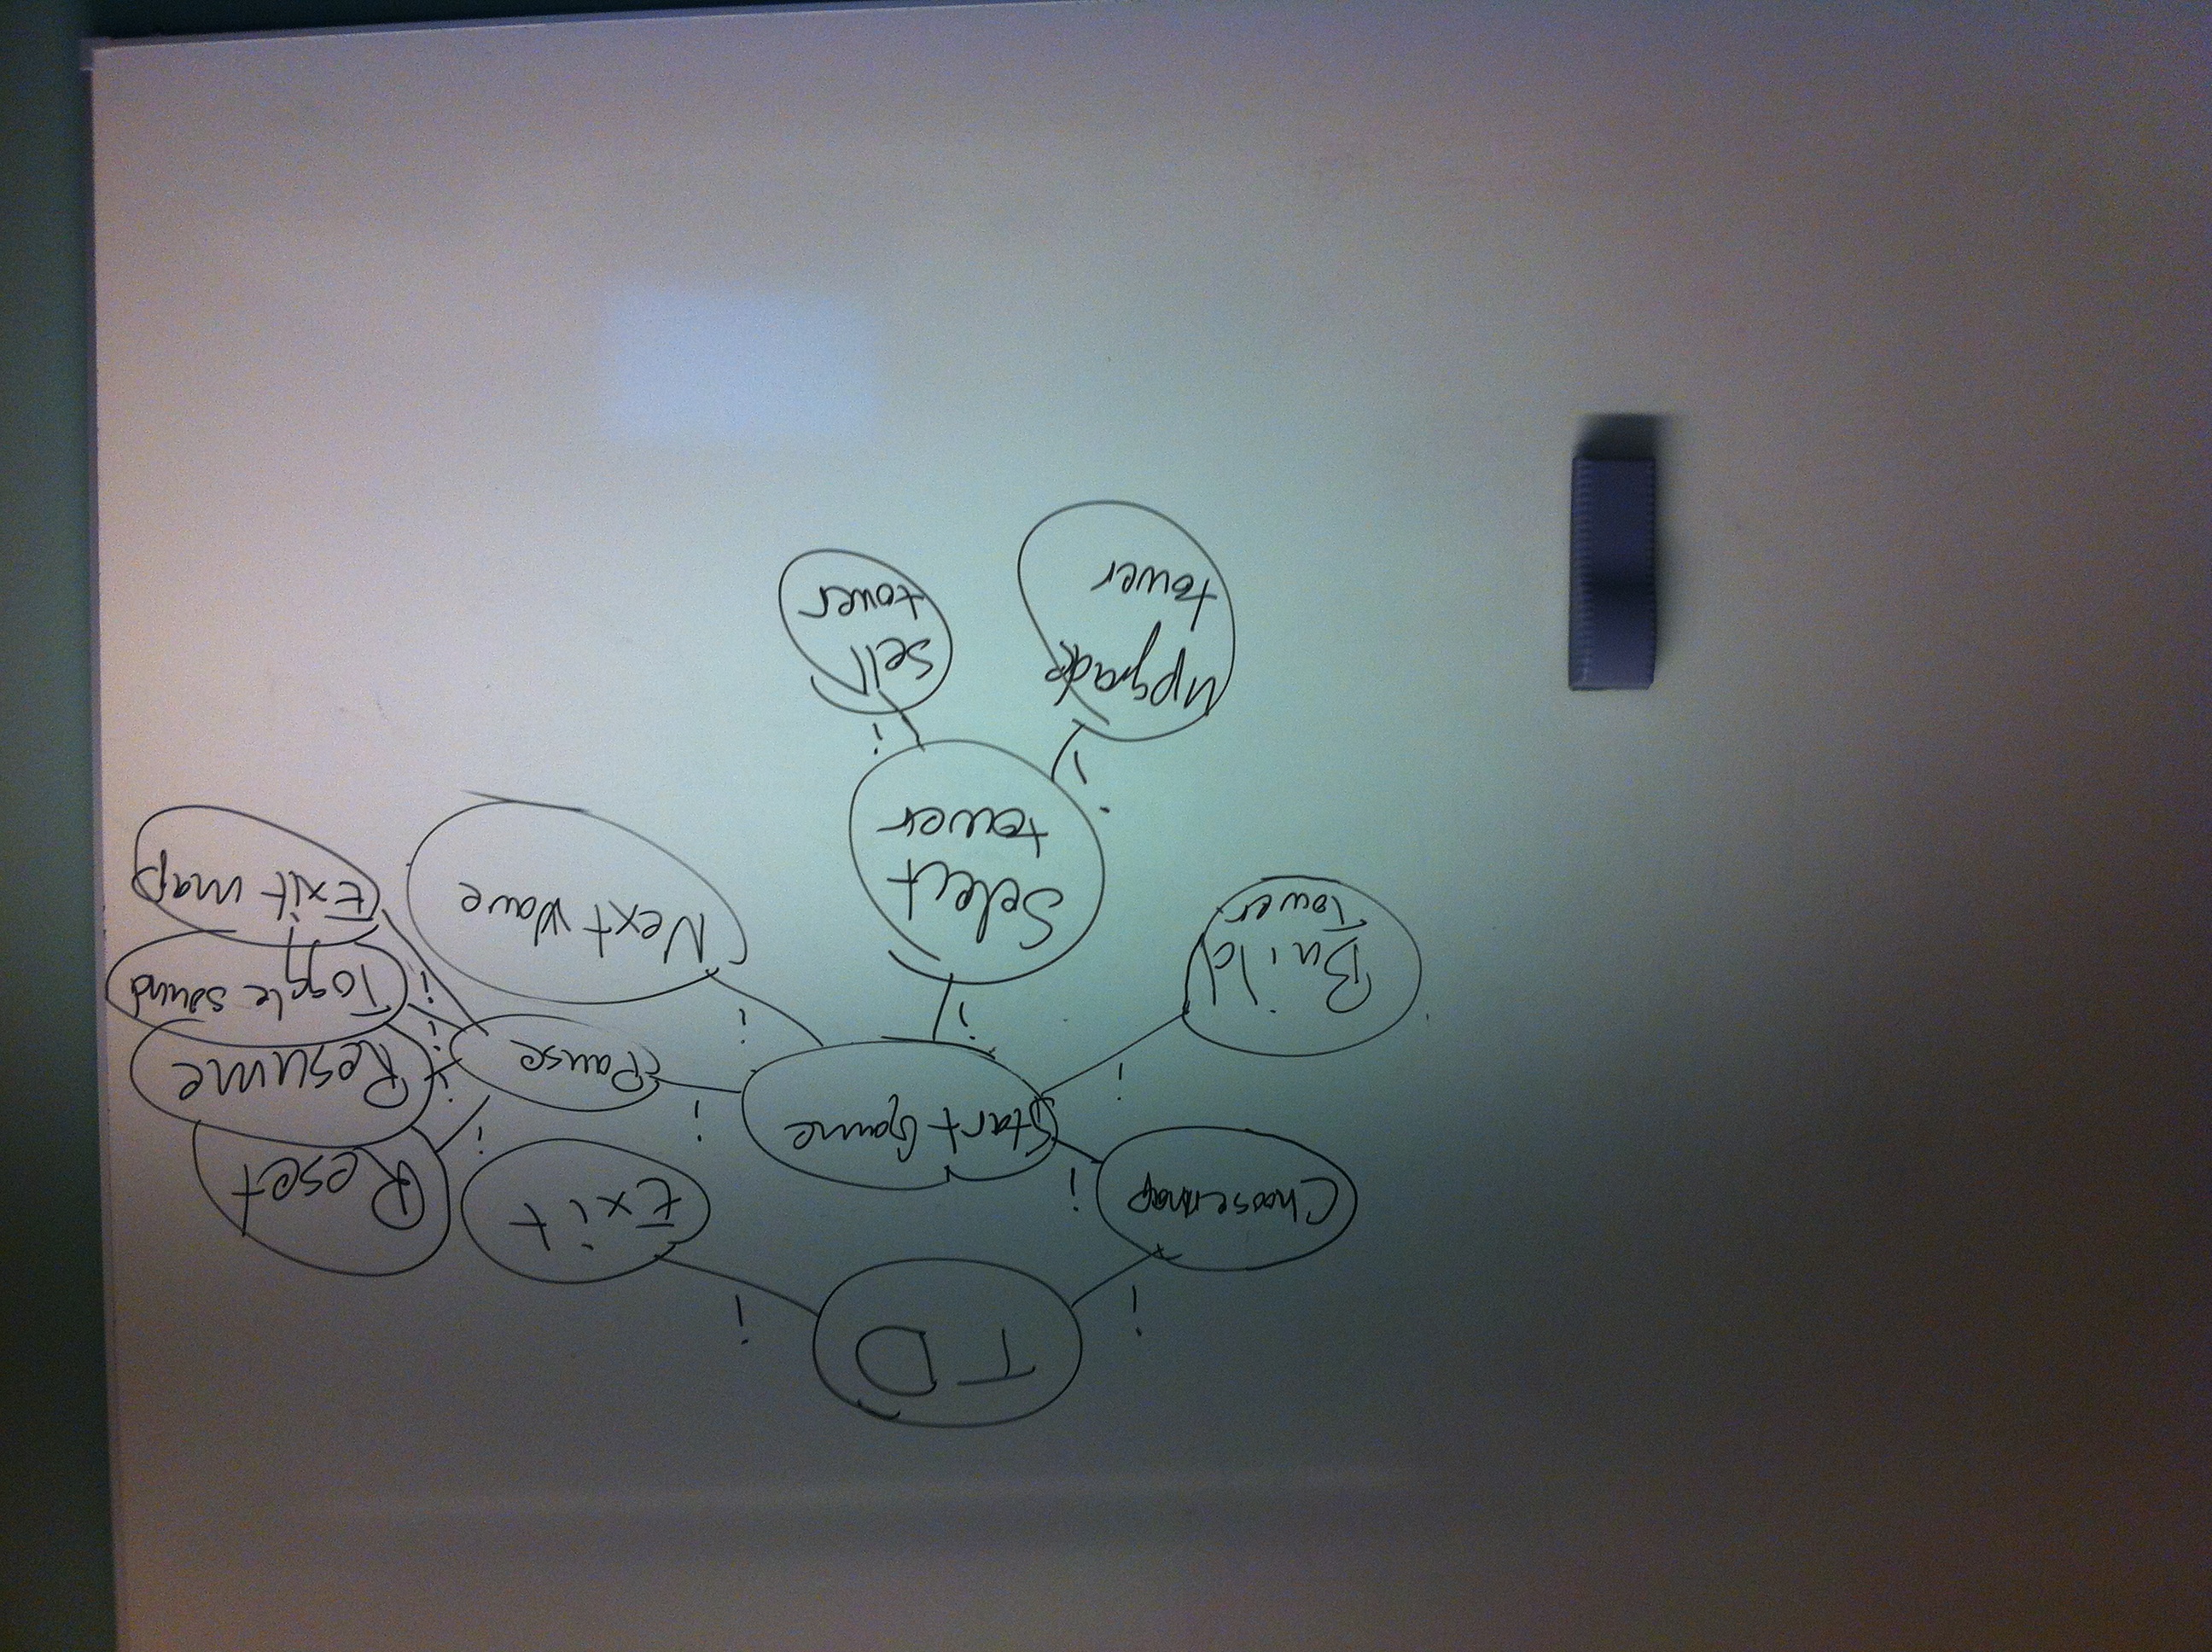 TD
i
i
Choosemap
i
Exit
Reset
Start Game
i
i
i
Pause
i
Resume
i
Toggle sound
i
Exit map
Build
Tower
i
i
Next Wave
Select
tower
i
i
Upgrade
tower
Sell
tower